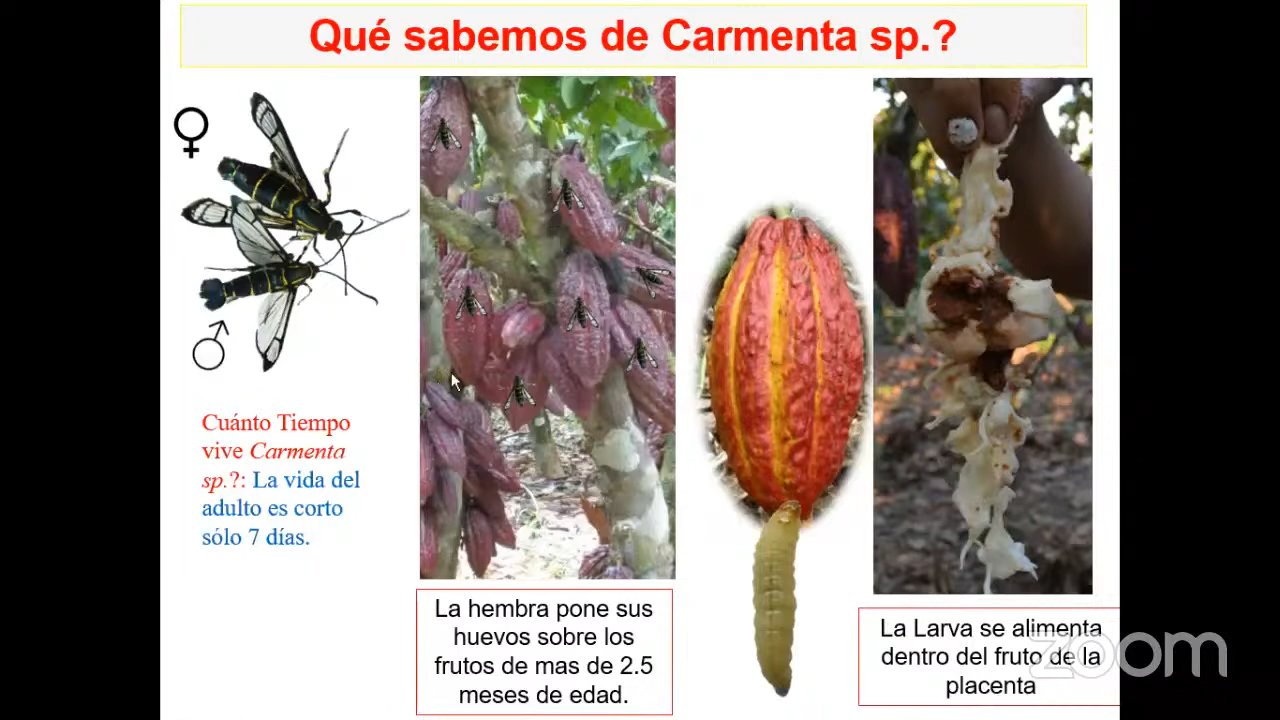 Qué sabemos de Carmenta sp.?
Cuánto Tiempo
vive Carmenta
sp.?: La vida del
adulto es corto
sólo 7 días.
La hembra pone sus
huevos sobre los
frutos de mas de 2.5
meses de edad.
La Larva se alimenta
dentro del fruto de la
placenta
zoom